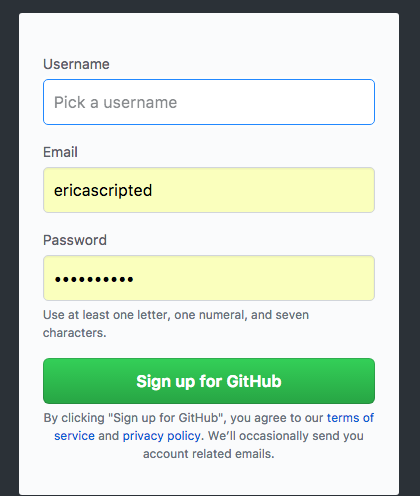 Username
Pick a username
Email
ericascripted
Password
••••••••••
Use at least one letter, one numeral, and seven
characters.
Sign up for GitHub
By clicking "Sign up for GitHub", you agree to our terms of
service and privacy policy. We’ll occasionally send you
account related emails.